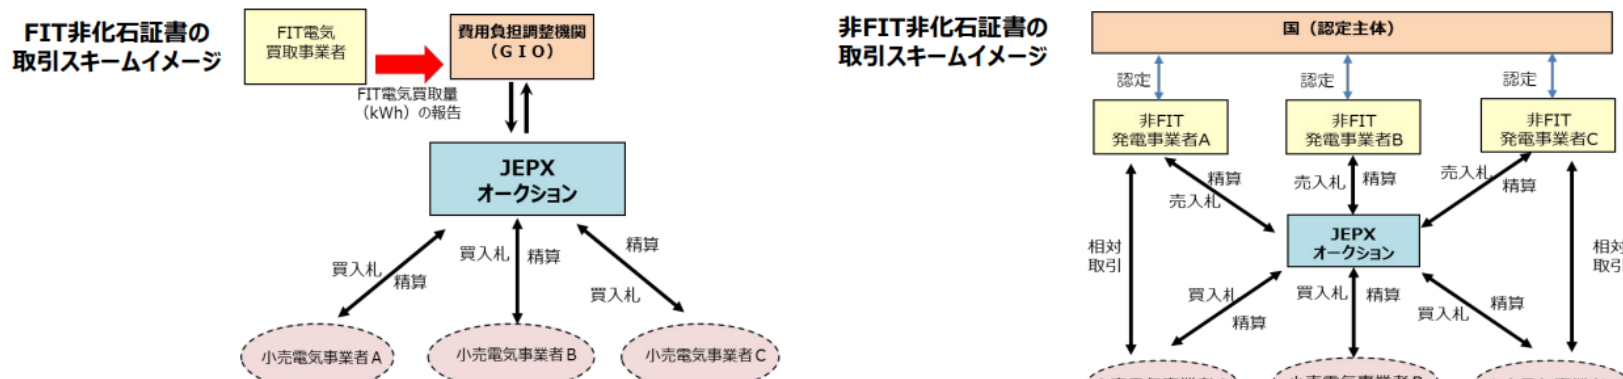 FIT非化石証書の
取引スキームイメージ
FIT電気
買取事業者
費用負担調整機関
（ＧＩＯ）
FIT電気買取量
（kWh）の報告
JEPX
オークション
買入札
精算
買入札
精算
精算
買入札
小売電気事業者A
小売電気事業者B
小売電気事業者C
非FIT非化石証書の
取引スキームイメージ
国（認定主体）
認定
認定
認定
非FIT
発電事業者A
非FIT
発電事業者B
非FIT
発電事業者C
精算
売入札
売入札
精算
売入札
精算
相対
取引
JEPX
オークション
相対
取引
買入札
精算
買入札
精算
精算
買入札